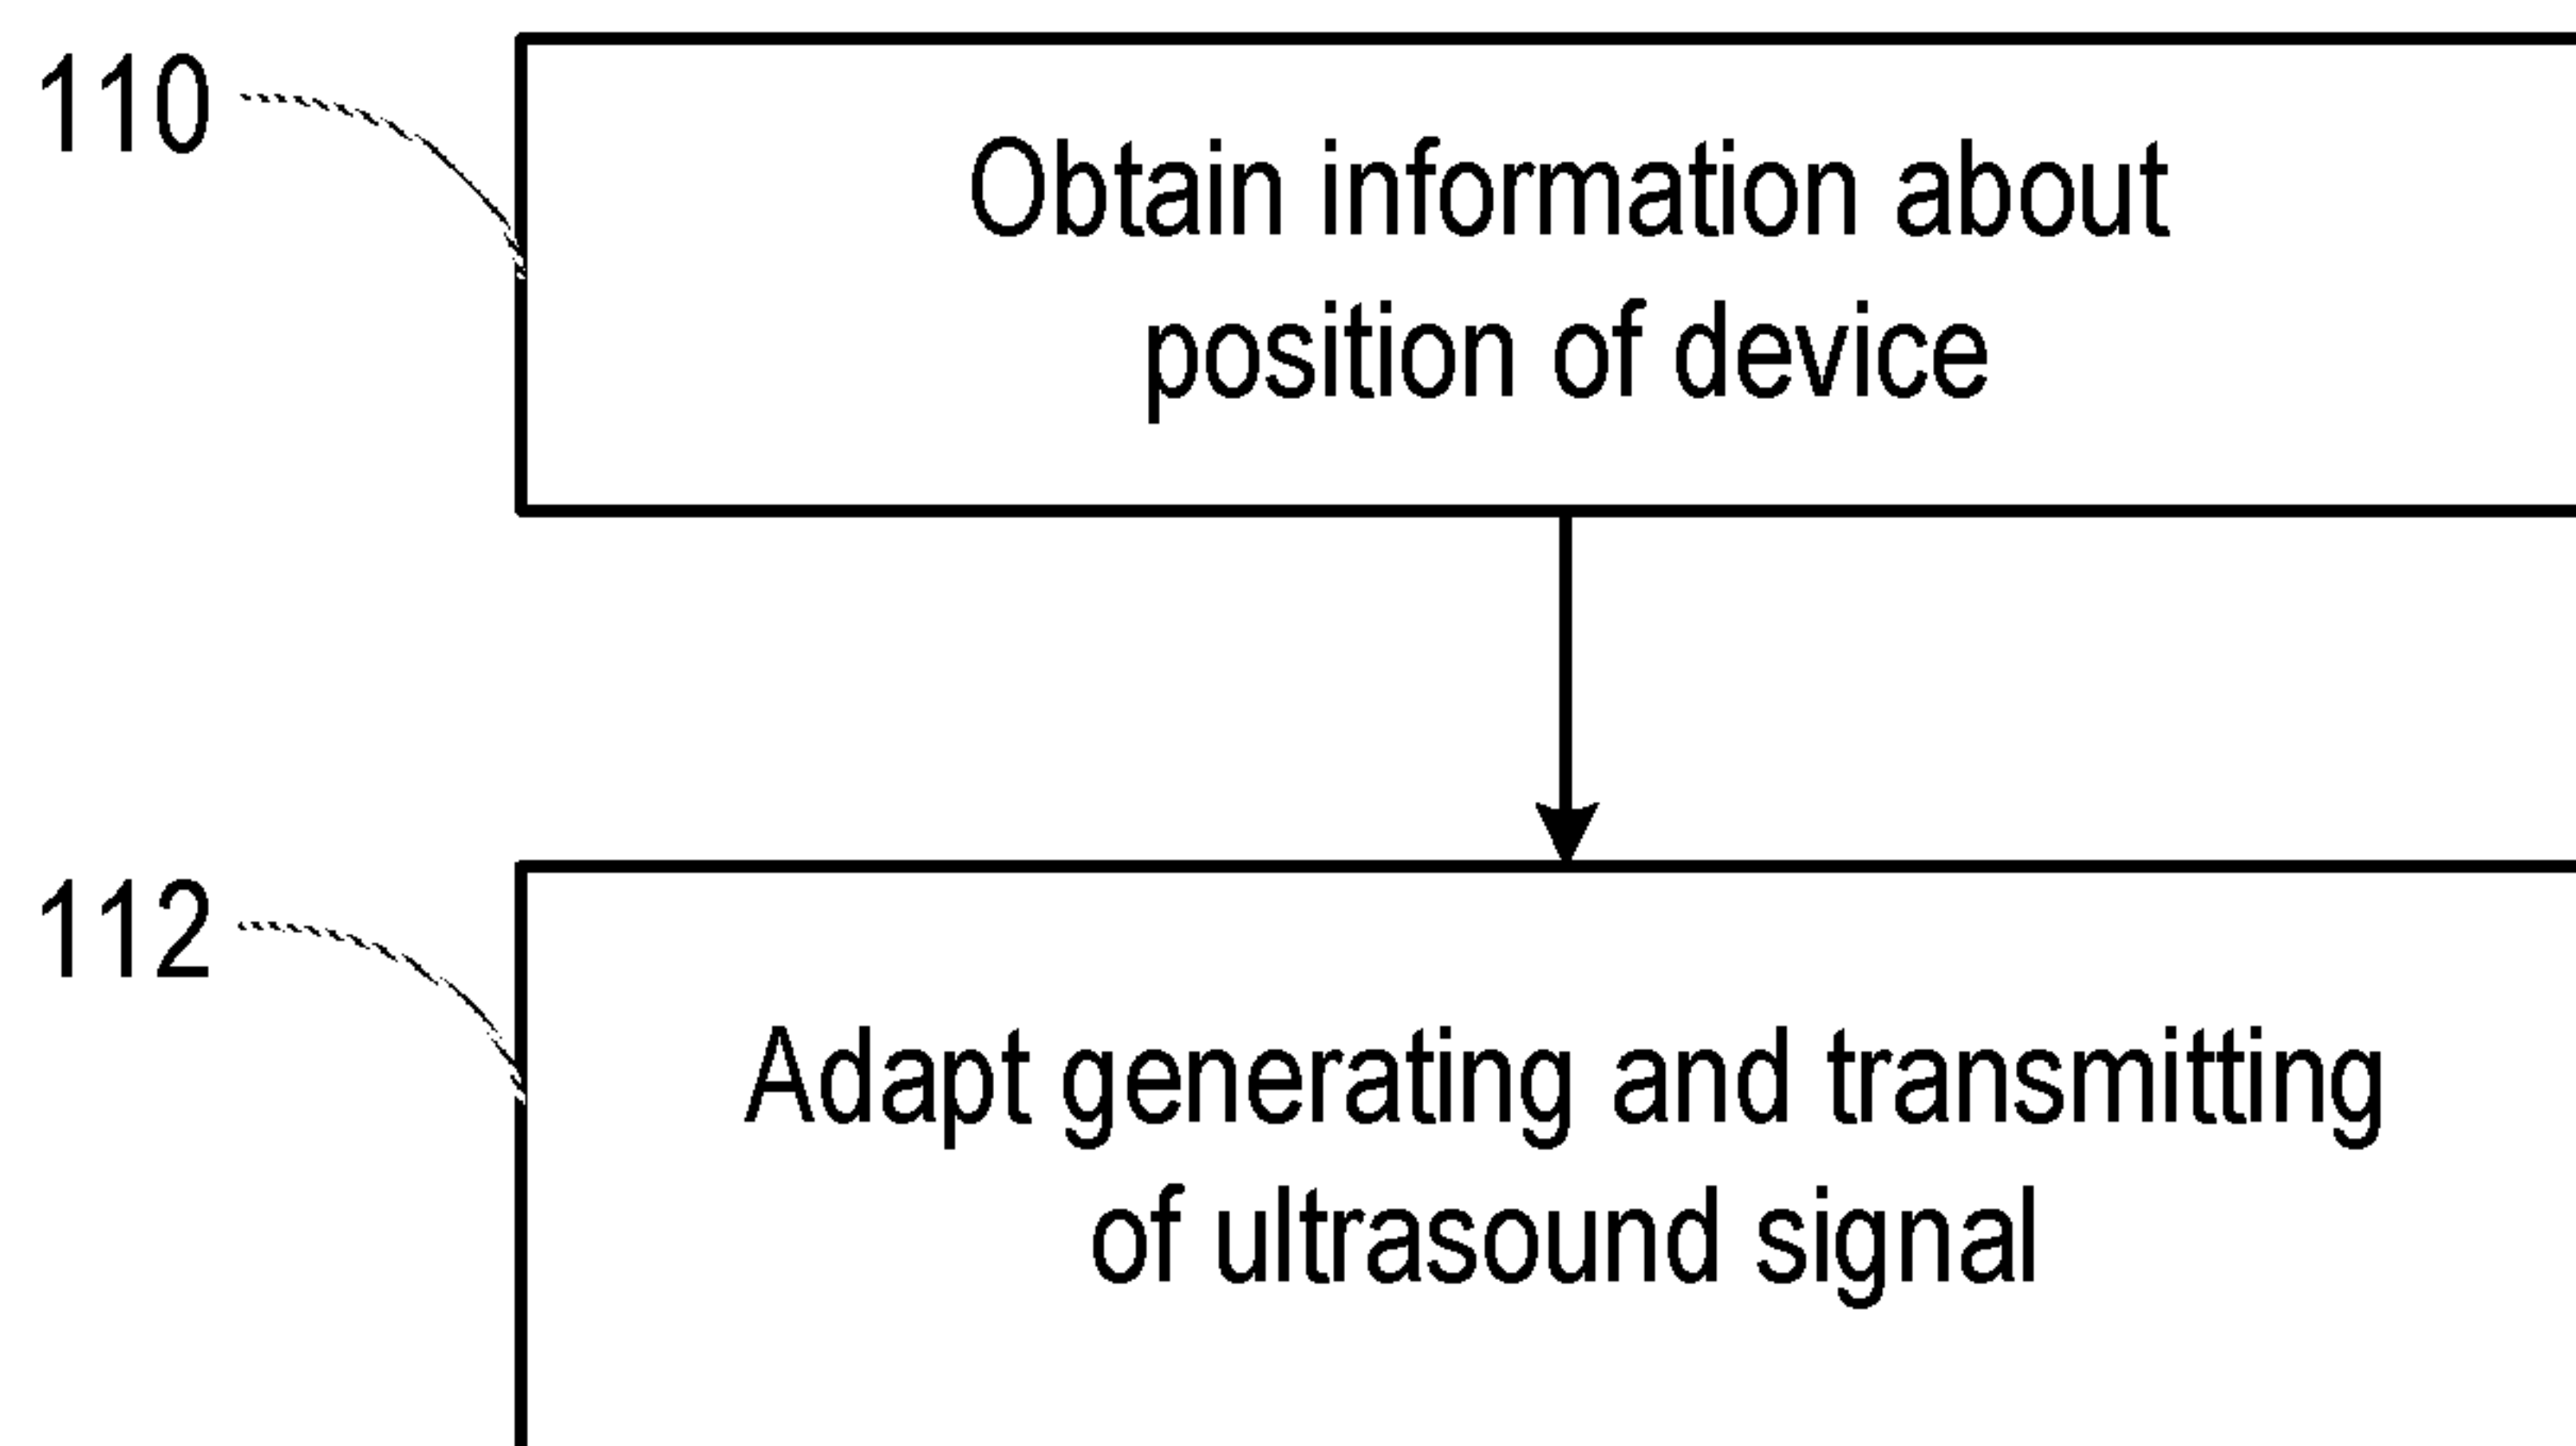 110
Obtain information about
position of device
112
Adapt generating and transmitting
of ultrasound signal